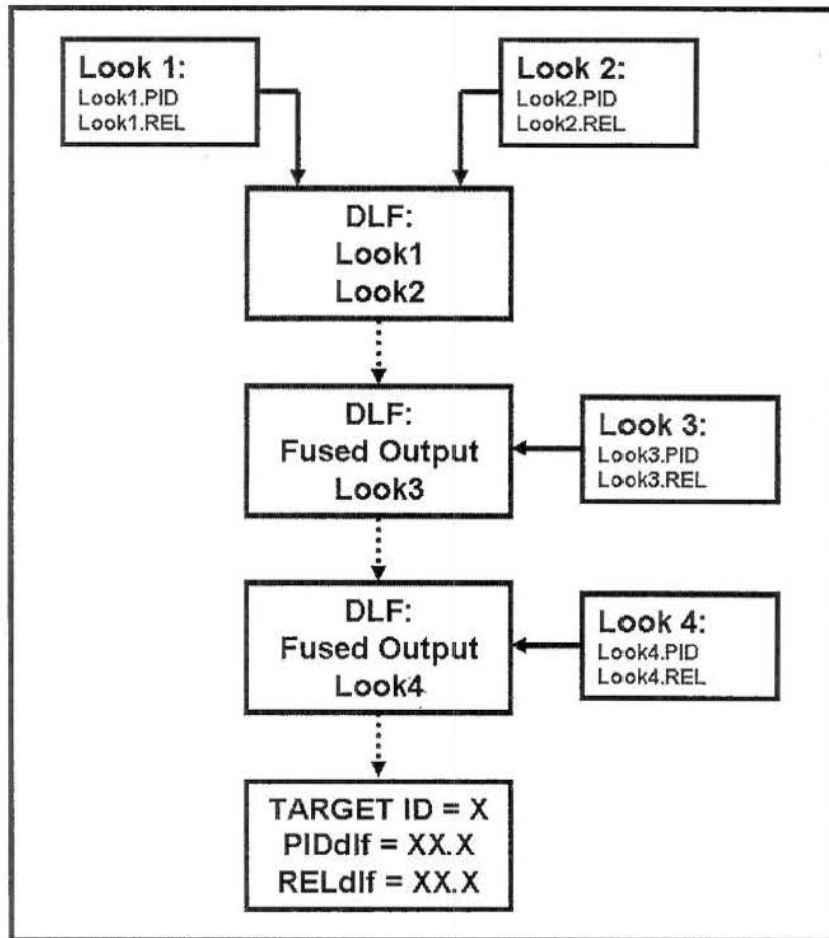 Look 1:
Look1.PID
Look1.REL
Look 2:
Look2.PID
Look2.REL
DLF:
Look1
Look2
DLF:
Fused Output
Look3
Look 3:
Look3.PID
Look3.REL
DLF:
Fused Output
Look4
Look 4:
Look4.PID
Look4.REL
TARGET ID = X
PIDdlf = XX.X
RELdlf = XX.X